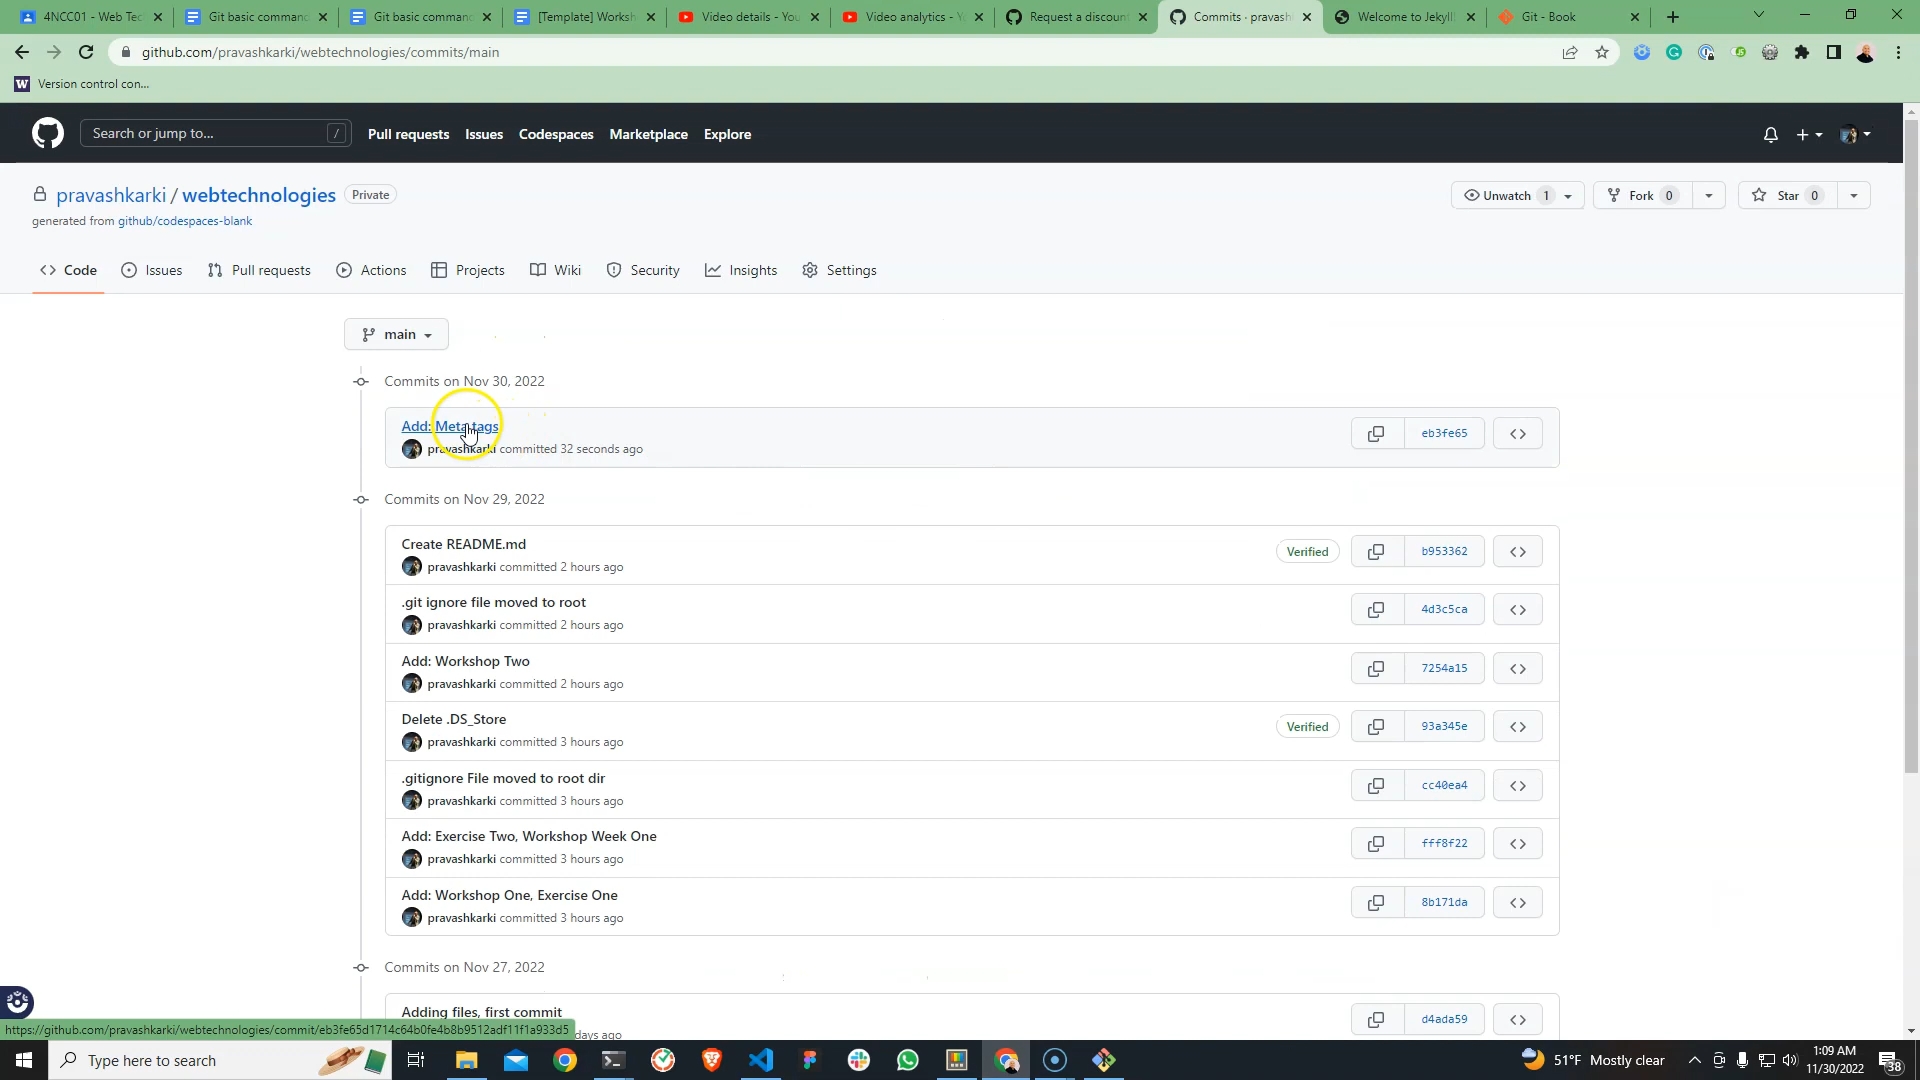 4NCC01 - Web Tec
Git basic comman
Git basic comman
[Template] Worksh
Video details - You
Video analytics - Y
Request a discount
Commits · pravash
Welcome to Jekyll
Git - Book
github.com/pravashkarki/webtechnologies/commits/main
W Version control con...
Search or jump to... /
Pull requests Issues Codespaces Marketplace Explore
pravashkarki / webtechnologies Private
Unwatch 1 Fork 0 Star 0
generated from github/codespaces-blank
Code Issues Pull requests Actions Projects Wiki Security Insights Settings
main
Commits on Nov 30, 2022
Add: Meta tags
pravashkarki committed 32 seconds ago
eb3fe65
Commits on Nov 29, 2022
Create README.md
pravashkarki committed 2 hours ago
Verified b953362
.git ignore file moved to root
pravashkarki committed 2 hours ago
4d3c5ca
Add: Workshop Two
pravashkarki committed 2 hours ago
7254a15
Delete .DS_Store
pravashkarki committed 3 hours ago
Verified 93a345e
.gitignore File moved to root dir
pravashkarki committed 3 hours ago
cc40ea4
Add: Exercise Two, Workshop Week One
pravashkarki committed 3 hours ago
fff8f22
Add: Workshop One, Exercise One
pravashkarki committed 3 hours ago
8b171da
Commits on Nov 27, 2022
Adding files, first commit
days ago
d4ada59
https://github.com/pravashkarki/webtechnologies/commit/eb3fe65d1714c64b0fe4b8b9512adf11f1a933d5
Type here to search
51°F Mostly clear
1:09 AM
11/30/2022
38